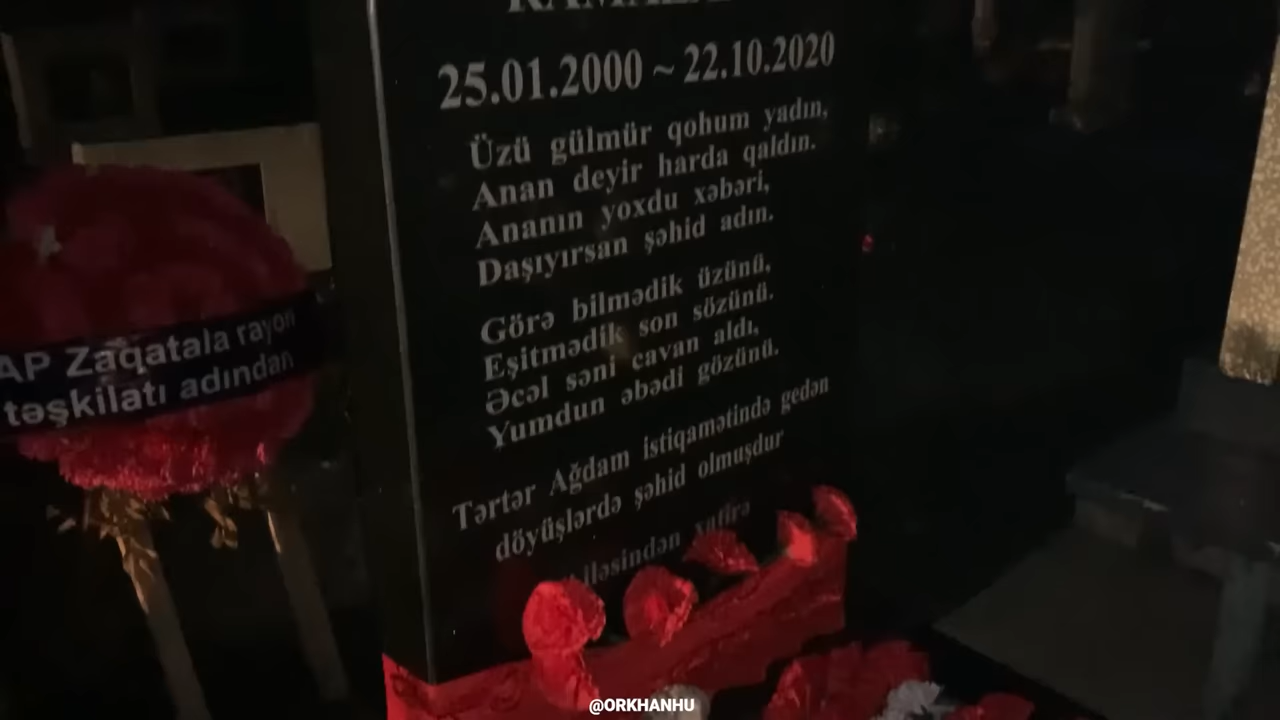 25.01.2000 ~ 22.10.2020
Üzü gülmür qohum yadın,
Anan deyir harda qaldın.
Ananın yoxdu xəbəri,
Daşıyırsan şəhid adın.
Görə bilmədik üzünü,
Eşitmədik son sözünü.
Əcəl səni cavan aldı,
Yumdun əbədi gözünü.
Tərtər Ağdam istiqamətində gedən
döyüşlərdə şəhid olmuşdur
AP Zaqatala rayon
təşkilatı adından
@ORKHANHU